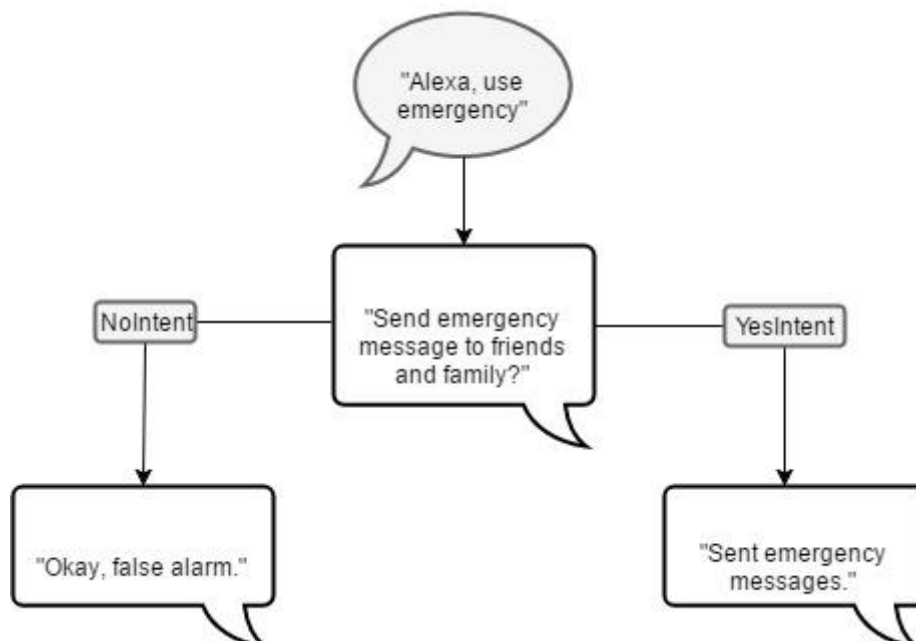 "Alexa, use
emergency"
NoIntent
"Send emergency
message to friends
and family?"
YesIntent
"Okay, false alarm."
"Sent emergency
messages."